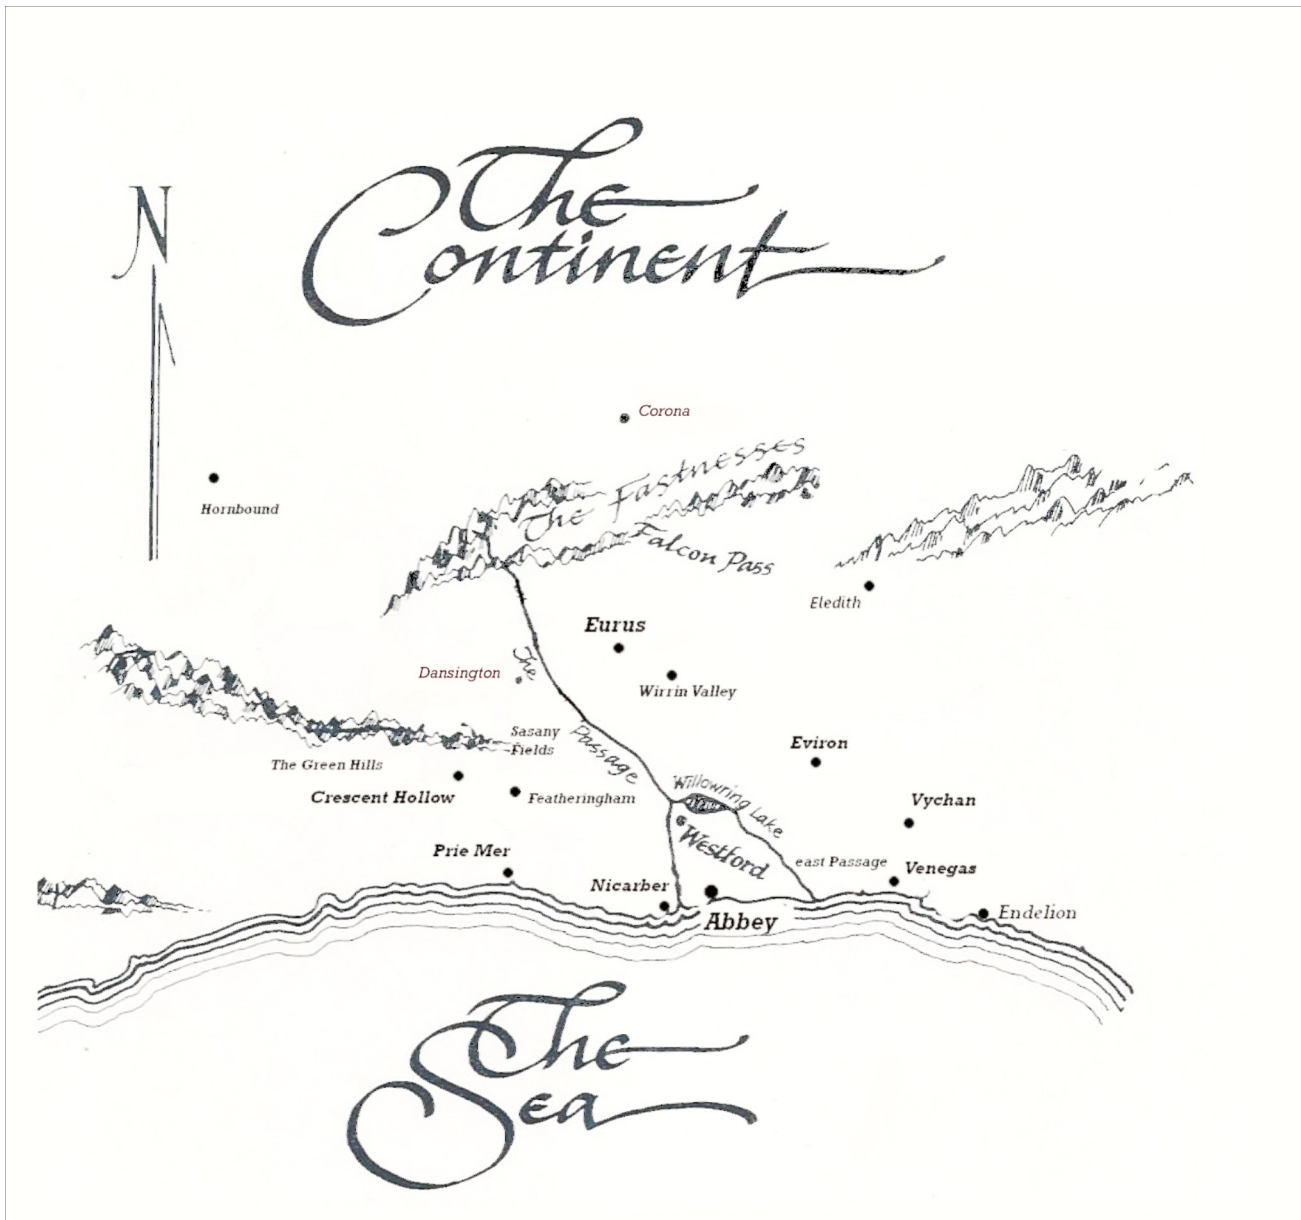 The
Continent
N
Corona
The Fastnesses
Hornbound
Falcon Pass
Eledith
Eurus
Dansington
The
Wirrin Valley
Sasany
Fields
Passage
Eviron
The Green Hills
Crescent Hollow
Featheringham
Willowring Lake
Vychan
Westford
Prie Mer
east Passage
Venegas
Nicarber
Abbey
Endelion
The
Sea